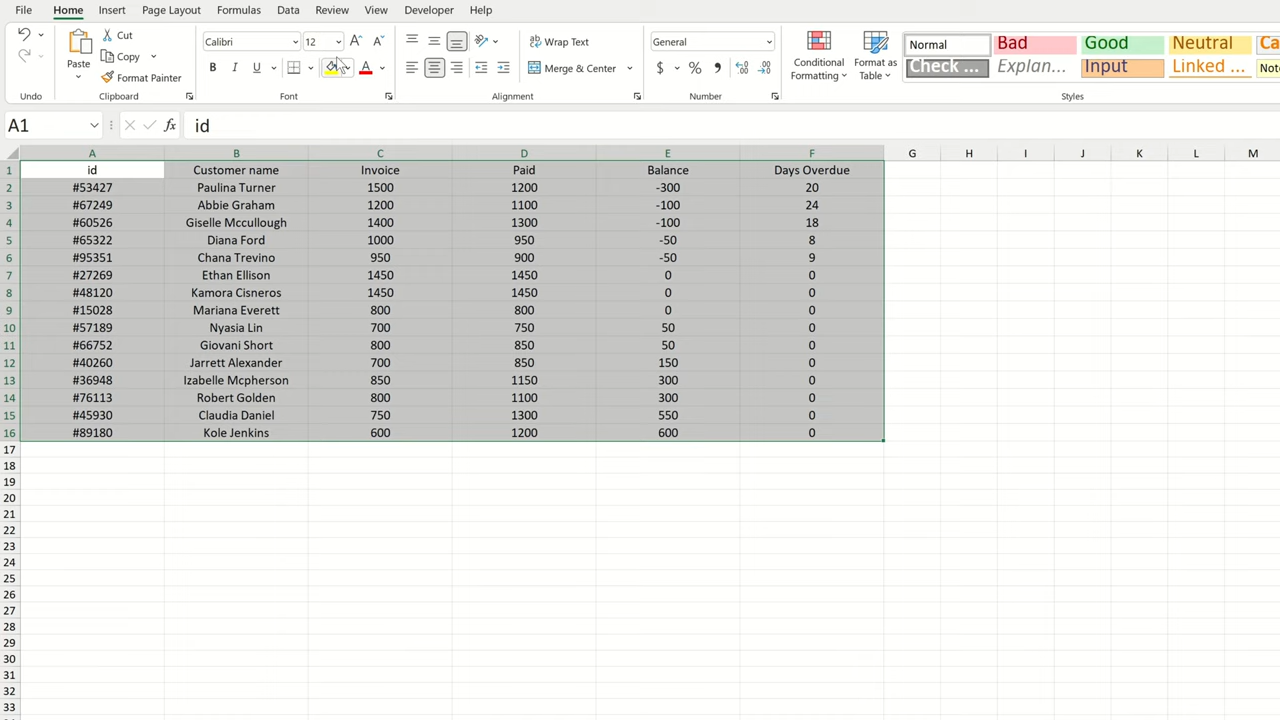 File Home Insert Page Layout Formulas Data Review View Developer Help
Cut
Calibri 12 Wrap Text General Normal Bad Good Neutral
Copy
Paste Format Painter B I U A Merge & Center $ % Conditional Formatting Format as Table Check ... Explan... Input Linked ...
Undo Clipboard Font Alignment Number Styles
A1 fx id
A B C D E F G H I J K L M
1 id Customer name Invoice Paid Balance Days Overdue
2 #53427 Paulina Turner 1500 1200 -300 20
3 #67249 Abbie Graham 1200 1100 -100 24
4 #60526 Giselle Mccullough 1400 1300 -100 18
5 #65322 Diana Ford 1000 950 -50 8
6 #95351 Chana Trevino 950 900 -50 9
7 #27269 Ethan Ellison 1450 1450 0 0
8 #48120 Kamora Cisneros 1450 1450 0 0
9 #15028 Mariana Everett 800 800 0 0
10 #57189 Nyasia Lin 700 750 50 0
11 #66752 Giovani Short 800 850 50 0
12 #40260 Jarrett Alexander 700 850 150 0
13 #36948 Izabelle Mcpherson 850 1150 300 0
14 #76113 Robert Golden 800 1100 300 0
15 #45930 Claudia Daniel 750 1300 550 0
16 #89180 Kole Jenkins 600 1200 600 0
17
18
19
20
21
22
23
24
25
26
27
28
29
30
31
32
33